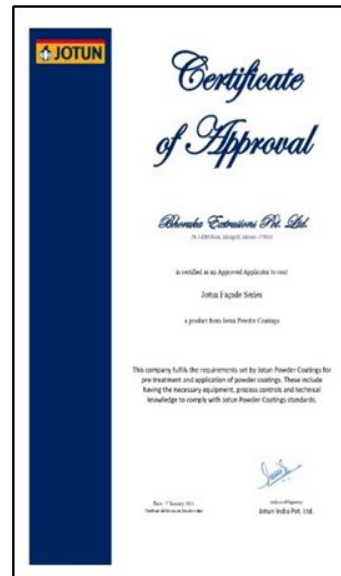 JOTUN
Certificate
of Approval
Bhoruka Extrusions Pvt. Ltd.
is certified as an Approved Applicator to coat
Jotun Façade Series
a product from Jotun Powder Coatings
This company fulfils the requirements set by Jotun Powder Coatings for
pre-treatment and application of powder coatings. These include
having the necessary equipment, process controls and technical
knowledge to comply with Jotun Powder Coatings standards.
Jotun India Pvt. Ltd.